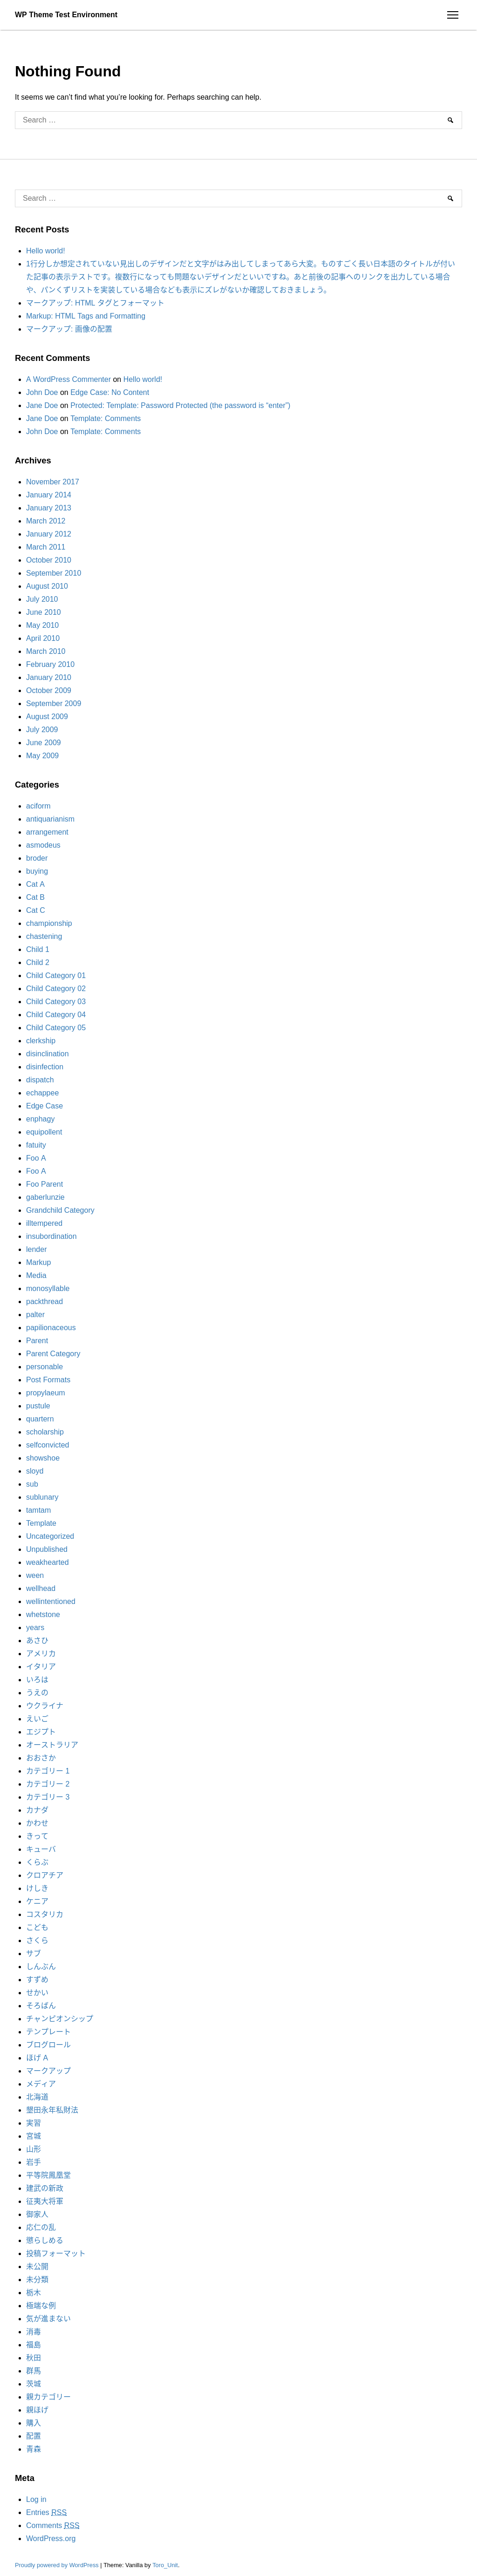 WP Theme Test Environment
Nothing Found
It seems we can't find what you're looking for. Perhaps searching can help.
Search …
Search …
Recent Posts
Hello world!
1行分しか想定されていない見出しのデザインだと文字がはみ出してしまってあら大変。ものすごく長い日本語のタイトルが付い
た記事の表示テストです。複数行になっても問題ないデザインだといいですね。あと前後の記事へのリンクを出力している場合
や、パンくずリストを実装している場合なども表示にズレがないか確認しておきましょう。
マークアップ: HTML タグとフォーマット
Markup: HTML Tags and Formatting
マークアップ: 画像の配置
Recent Comments
A WordPress Commenter on Hello world!
John Doe on Edge Case: No Content
Jane Doe on Protected: Template: Password Protected (the password is “enter”)
Jane Doe on Template: Comments
John Doe on Template: Comments
Archives
November 2017
January 2014
January 2013
March 2012
January 2012
March 2011
October 2010
September 2010
August 2010
July 2010
June 2010
May 2010
April 2010
March 2010
February 2010
January 2010
October 2009
September 2009
August 2009
July 2009
June 2009
May 2009
Categories
aciform
antiquarianism
arrangement
asmodeus
broder
buying
Cat A
Cat B
Cat C
championship
chastening
Child 1
Child 2
Child Category 01
Child Category 02
Child Category 03
Child Category 04
Child Category 05
clerkship
disinclination
disinfection
dispatch
echappee
Edge Case
enphagy
equipollent
fatuity
Foo A
Foo A
Foo Parent
gaberlunzie
Grandchild Category
illtempered
insubordination
lender
Markup
Media
monosyllable
packthread
palter
papilionaceous
Parent
Parent Category
personable
Post Formats
propylaeum
pustule
quartern
scholarship
selfconvicted
showshoe
sloyd
sub
sublunary
tamtam
Template
Uncategorized
Unpublished
weakhearted
ween
wellhead
wellintentioned
whetstone
years
あさひ
アメリカ
イタリア
いろは
うえの
ウクライナ
えいご
エジプト
オーストラリア
おおさか
カテゴリー 1
カテゴリー 2
カテゴリー 3
カナダ
かわせ
きって
キューバ
くらぶ
クロアチア
けしき
ケニア
コスタリカ
こども
さくら
サブ
しんぶん
すずめ
せかい
そろばん
チャンピオンシップ
テンプレート
ブログロール
ほげ A
マークアップ
メディア
北海道
墾田永年私財法
実習
宮城
山形
岩手
平等院鳳凰堂
建武の新政
征夷大将軍
御家人
応仁の乱
懲らしめる
投稿フォーマット
未公開
未分類
栃木
極端な例
気が進まない
消毒
福島
秋田
群馬
茨城
親カテゴリー
親ほげ
購入
配置
青森
Meta
Log in
Entries RSS
Comments RSS
WordPress.org
Proudly powered by WordPress | Theme: Vanilla by Toro_Unit.